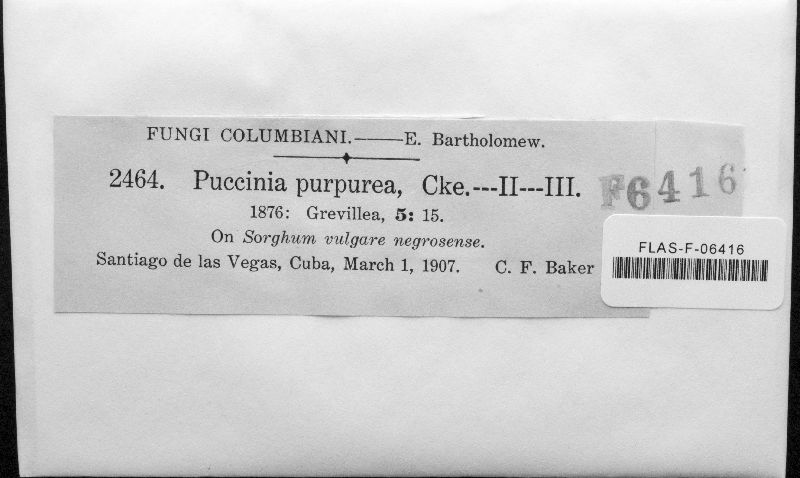 FUNGI COLUMBIANI.——E. Bartholomew.
2464. Puccinia purpurea, Cke.---II---III.
F6416
1876: Grevillea, 5: 15.
On Sorghum vulgare negrosense.
Santiago de las Vegas, Cuba, March 1, 1907. C. F. Baker
FLAS-F-06416